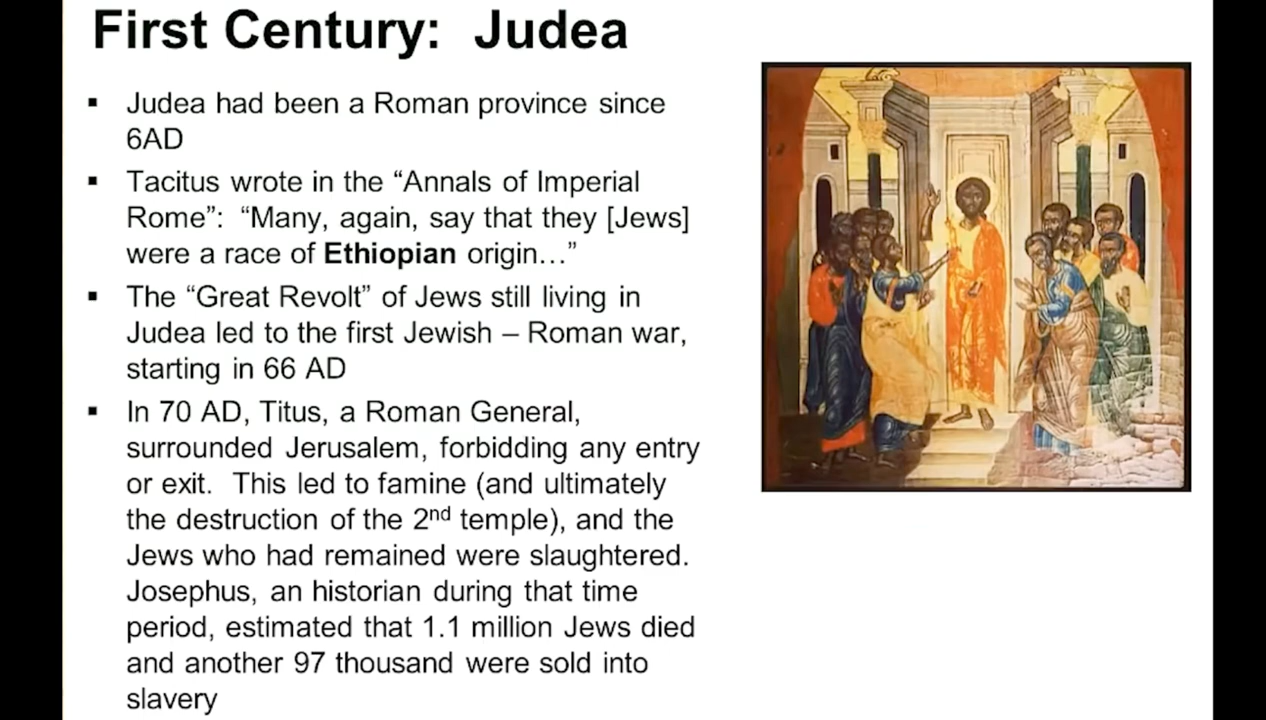 First Century: Judea
▪ Judea had been a Roman province since
6AD
▪ Tacitus wrote in the “Annals of Imperial
Rome”: “Many, again, say that they [Jews]
were a race of Ethiopian origin…”
▪ The “Great Revolt” of Jews still living in
Judea led to the first Jewish – Roman war,
starting in 66 AD
▪ In 70 AD, Titus, a Roman General,
surrounded Jerusalem, forbidding any entry
or exit. This led to famine (and ultimately
the destruction of the 2nd temple), and the
Jews who had remained were slaughtered.
Josephus, an historian during that time
period, estimated that 1.1 million Jews died
and another 97 thousand were sold into
slavery